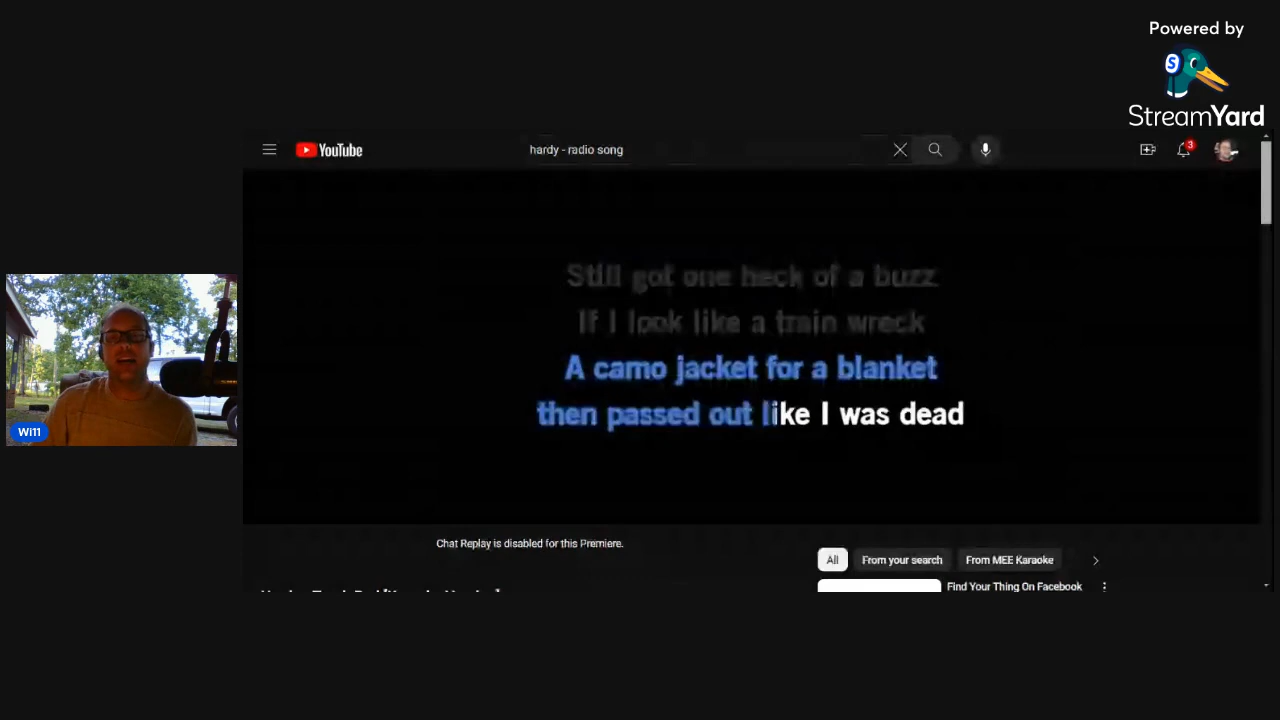 Powered by
StreamYard
YouTube
hardy - radio song
3
Still got one heck of a buzz
If I look like a train wreck
A camo jacket for a blanket
then passed out like I was dead
Wi11
Chat Replay is disabled for this Premiere.
All
From your search
From MEE Karaoke
Find Your Thing On Facebook